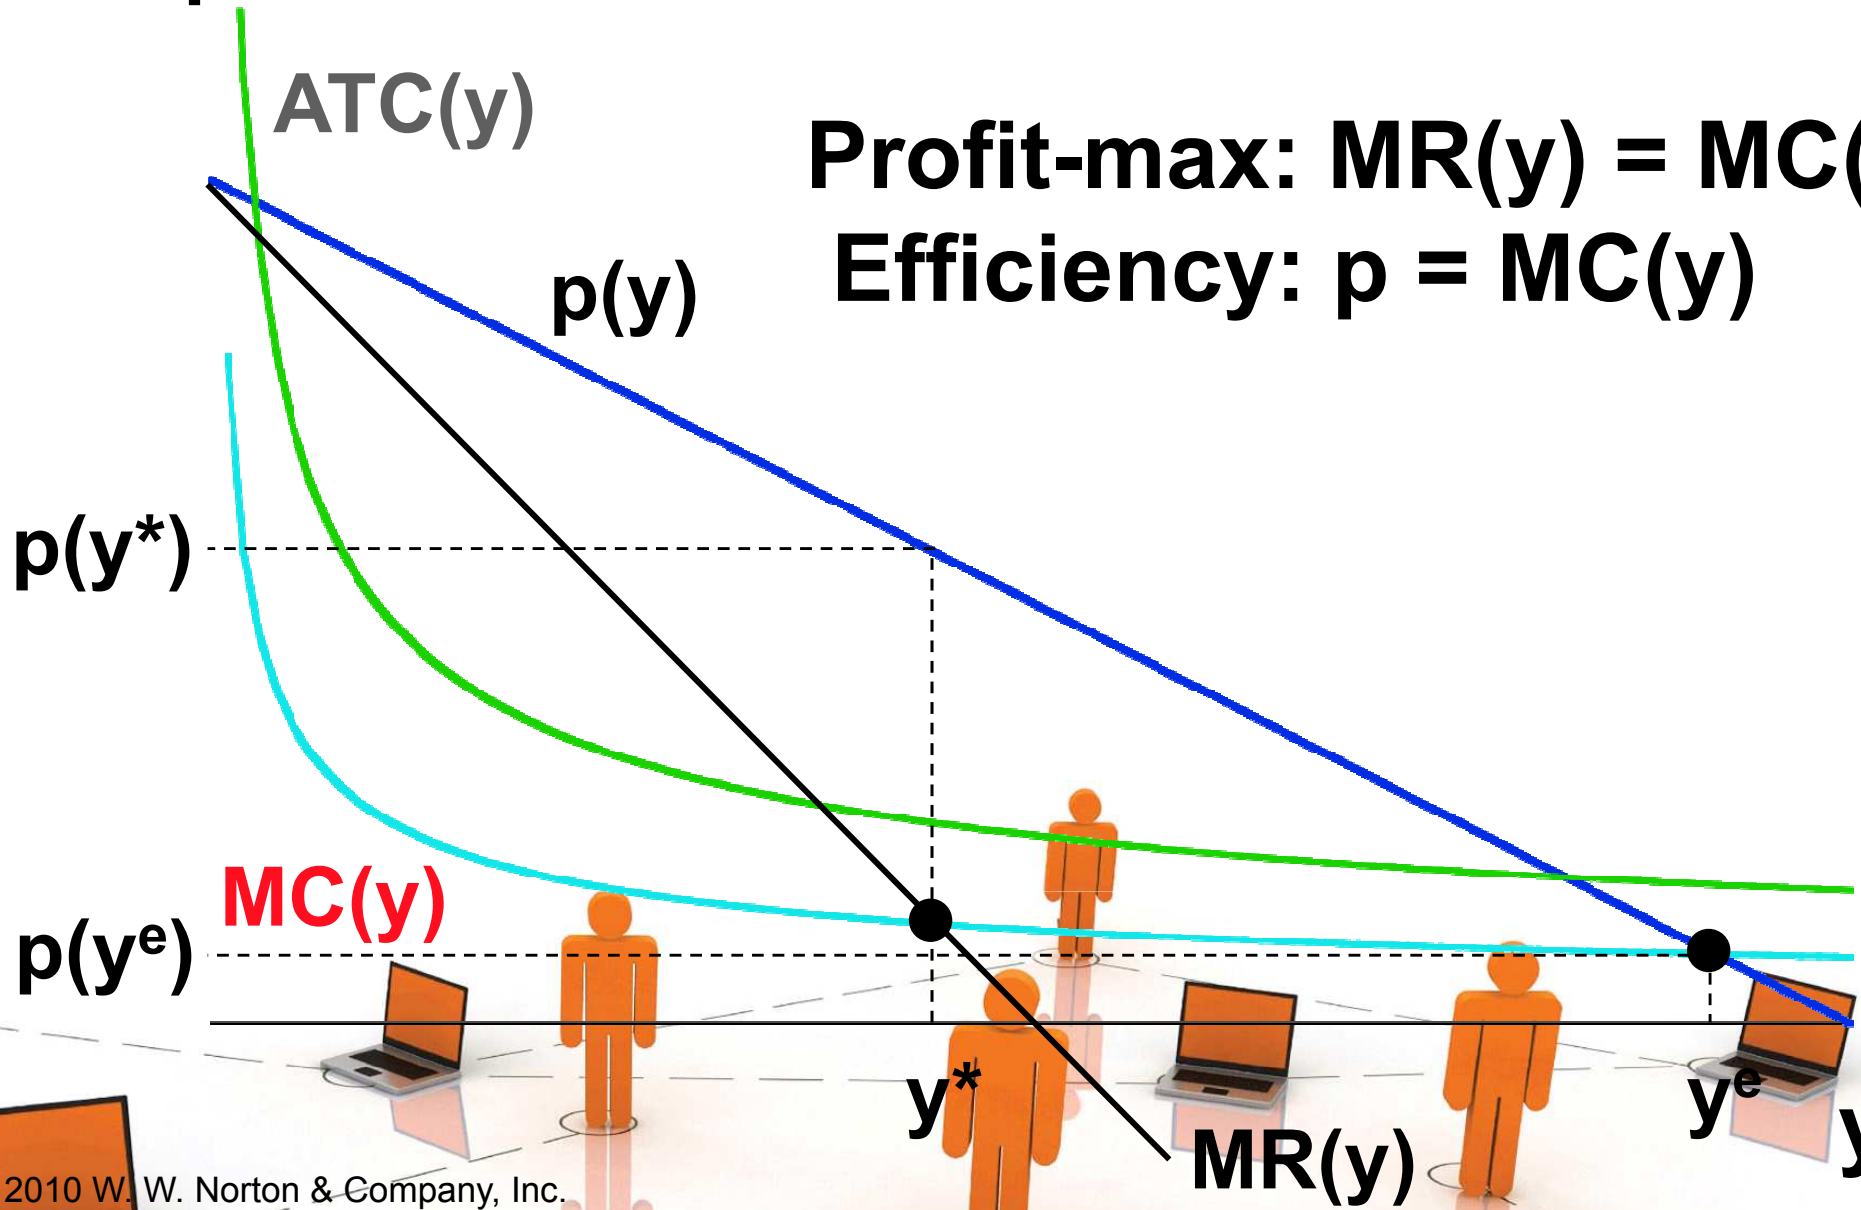 ATC(y)
Profit-max: MR(y) = MC(
Efficiency: p = MC(y)
p(y)
p(y*)
MC(y)
p(yᵉ)
y*
yᵉ
y
MR(y)
2010 W. W. Norton & Company, Inc.